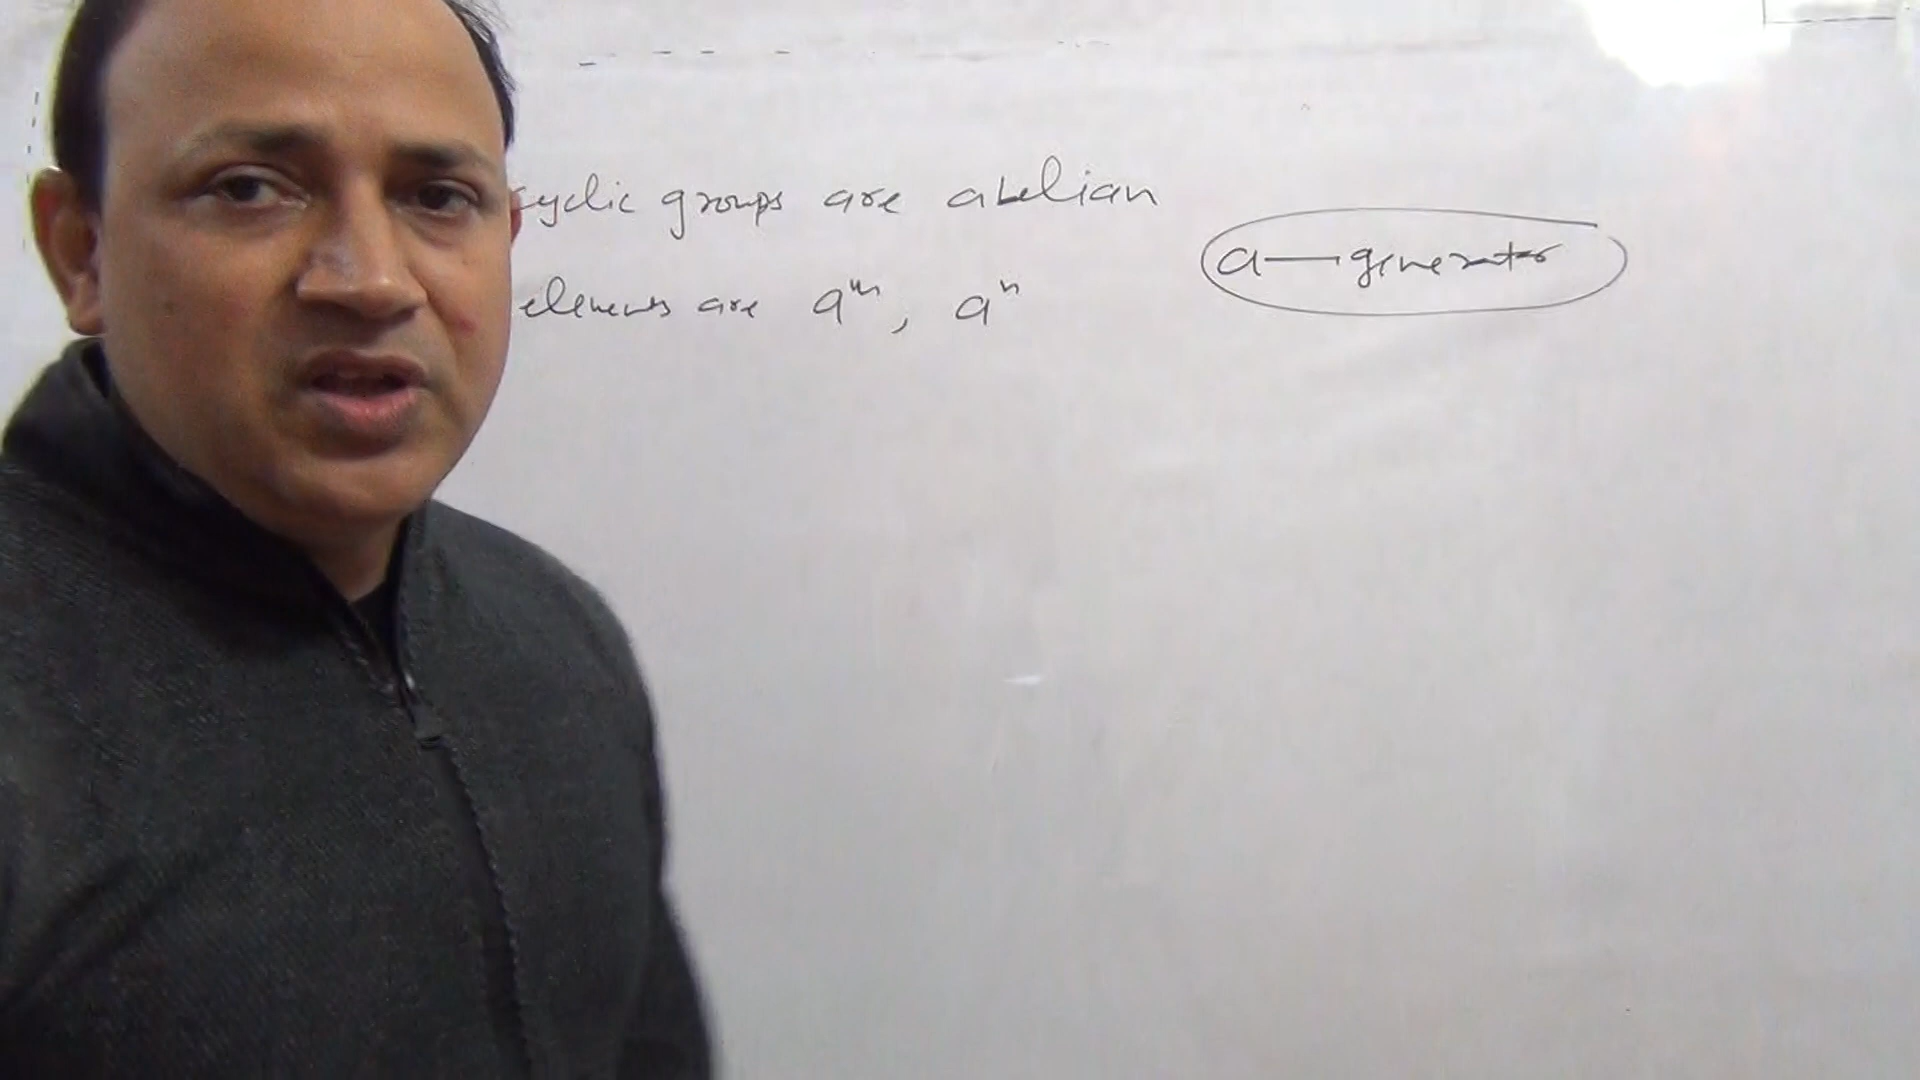 cyclic groups are abelian
a — generator
elements are aᵐ, aⁿ